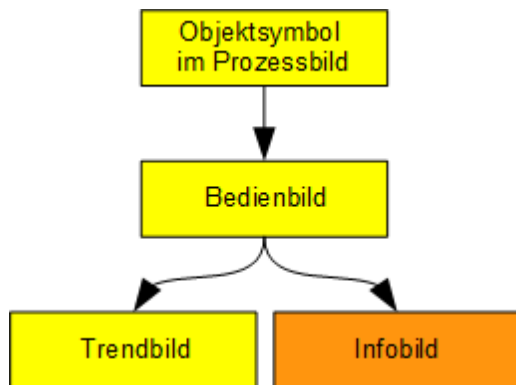 Objektsymbol
im Prozessbild
Bedienbild
Trendbild
Infobild